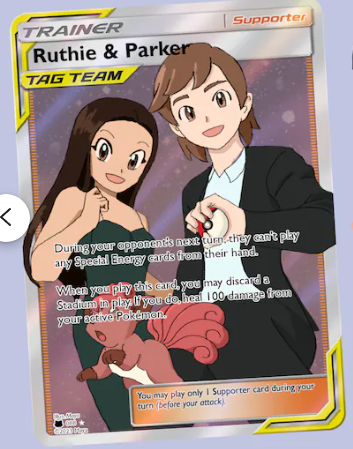 TRAINER
Supporter
Ruthie & Parker
TAG TEAM
During your opponent's next turn, they can't play
any Special Energy cards from their hand.
When you play this card, you may discard a
Stadium in play. If you do, heal 100 damage from
your active Pokémon.
You may play only 1 Supporter card during your
turn (before your attack).